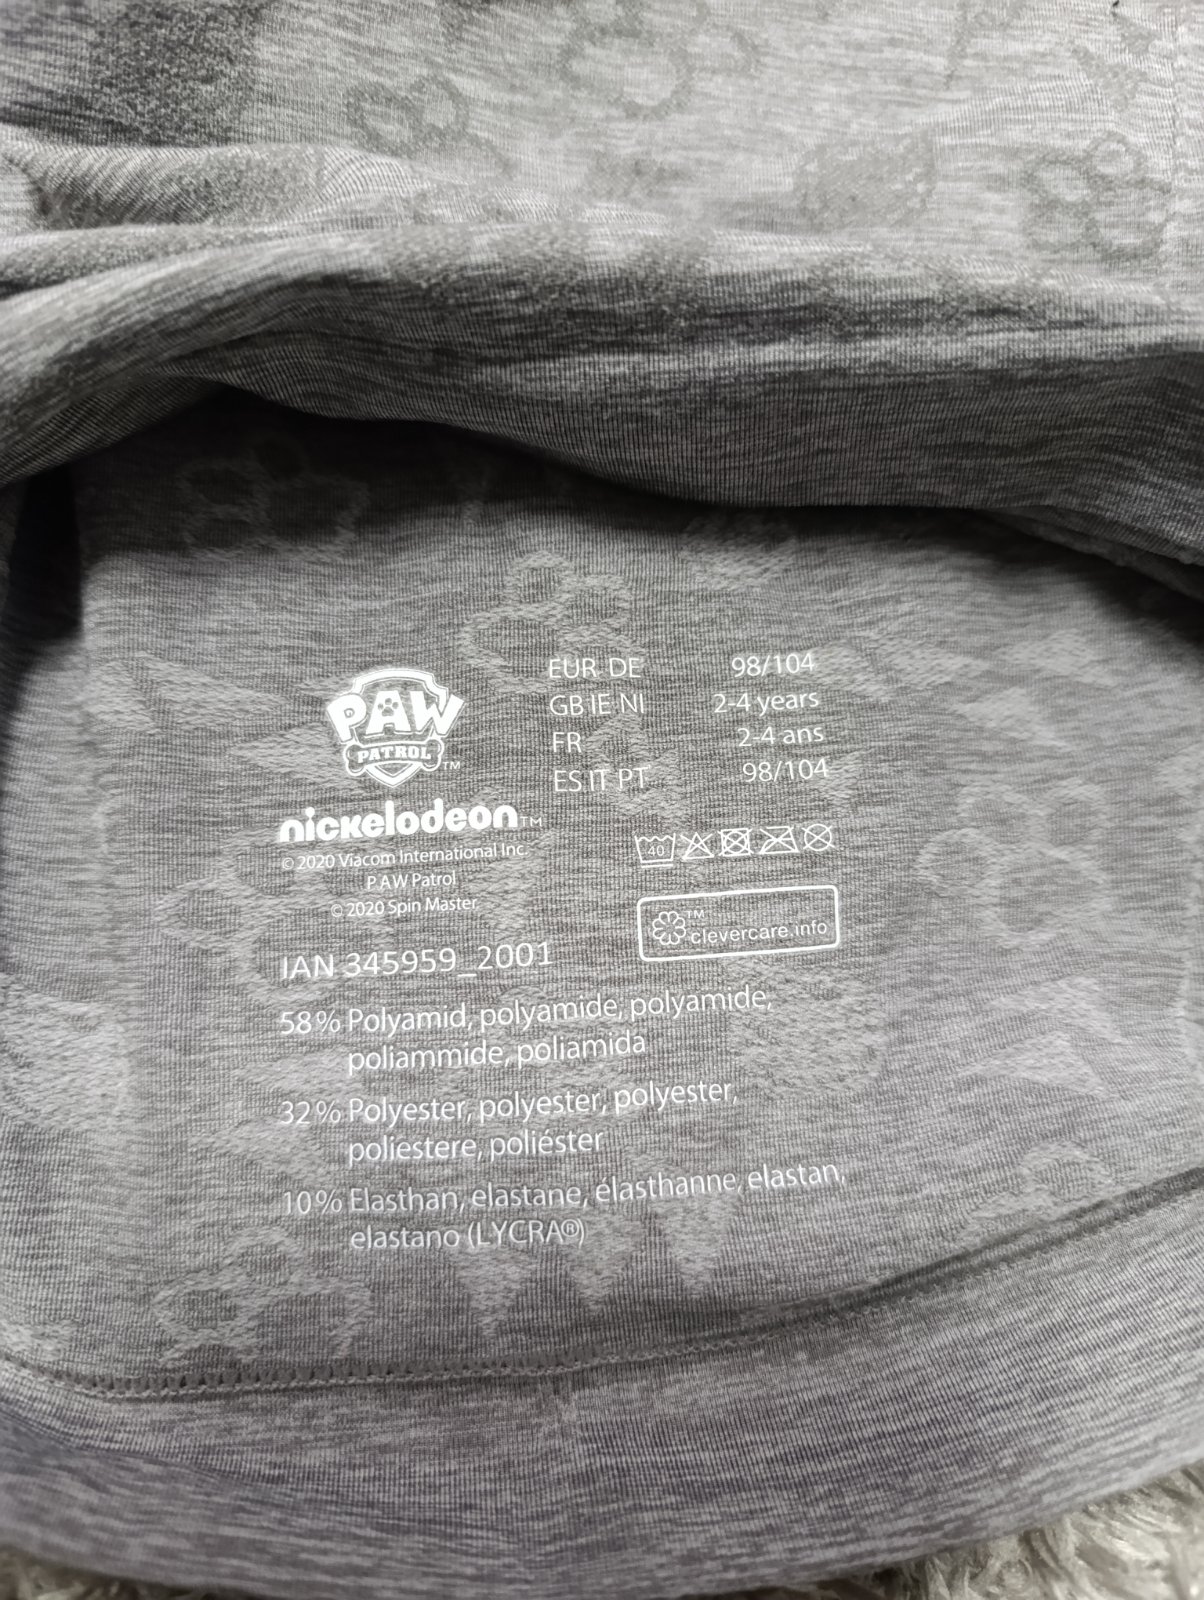 PAW
PATROL™
nickelodeon™
© 2020 Viacom International Inc.
PAW Patrol
© 2020 Spin Master.
EUR DE 98/104
GB IE NI 2-4 years
FR 2-4 ans
ES IT PT 98/104
40
™
clevercare.info
IAN 345959_2001
58% Polyamid, polyamide, polyamide,
poliammide, poliamida
32% Polyester, polyester, polyester,
poliestere, poliéster
10% Elasthan, elastane, élasthanne, elastan,
elastano (LYCRA®)